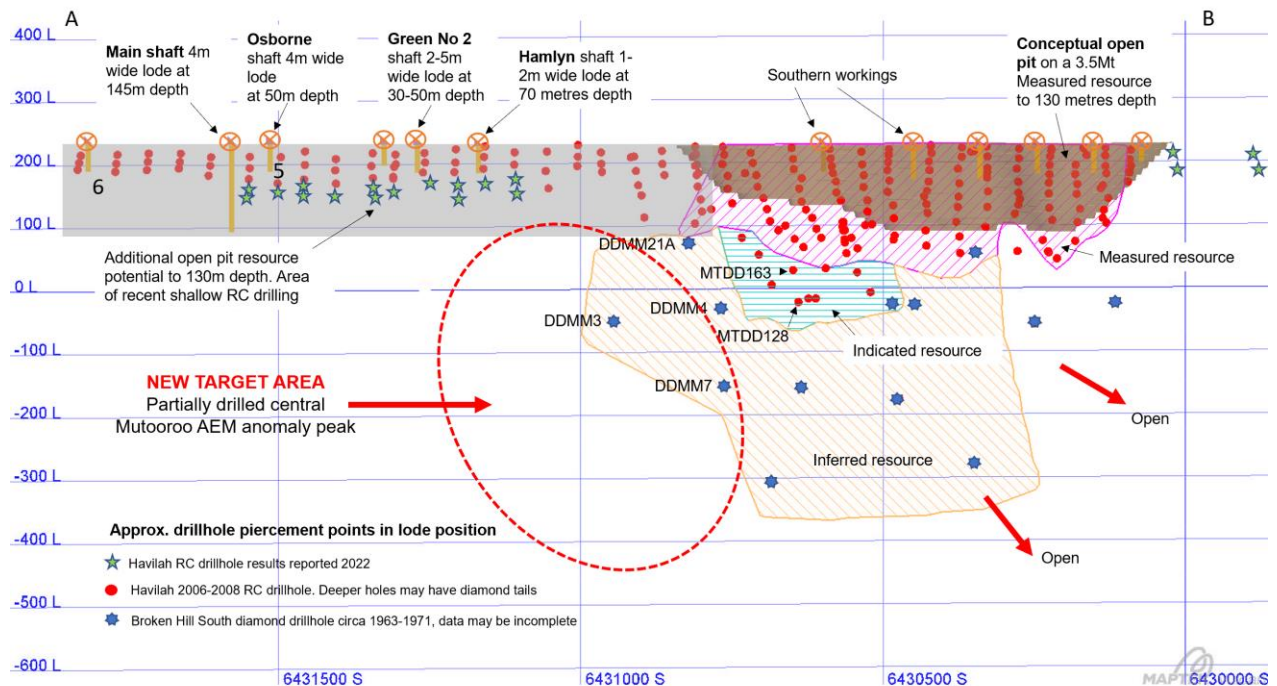 A
B
400 L
300 L
200 L
100 L
0 L
-100 L
-200 L
-300 L
-400 L
-500 L
-600 L
Main shaft 4m
wide lode at
145m depth
Osborne
shaft 4m wide
lode
at 50m depth
Green No 2
shaft 2-5m
wide lode at
30-50m depth
Hamlyn shaft 1-
2m wide lode at
70 metres depth
Southern workings
Conceptual open
pit on a 3.5Mt
Measured resource
to 130 metres depth
6
5
Additional open pit resource
potential to 130m depth. Area
of recent shallow RC drilling
DDMM21A
MTDD163
Measured resource
DDMM3
DDMM4
MTDD128
Indicated resource
NEW TARGET AREA
Partially drilled central
Mutooroo AEM anomaly peak
DDMM7
Open
Inferred resource
Open
Approx. drillhole piercement points in lode position
Havilah RC drillhole results reported 2022
Havilah 2006-2008 RC drillhole. Deeper holes may have diamond tails
Broken Hill South diamond drillhole circa 1963-1971, data may be incomplete
6431500 S
6431000 S
6430500 S
6430000 S